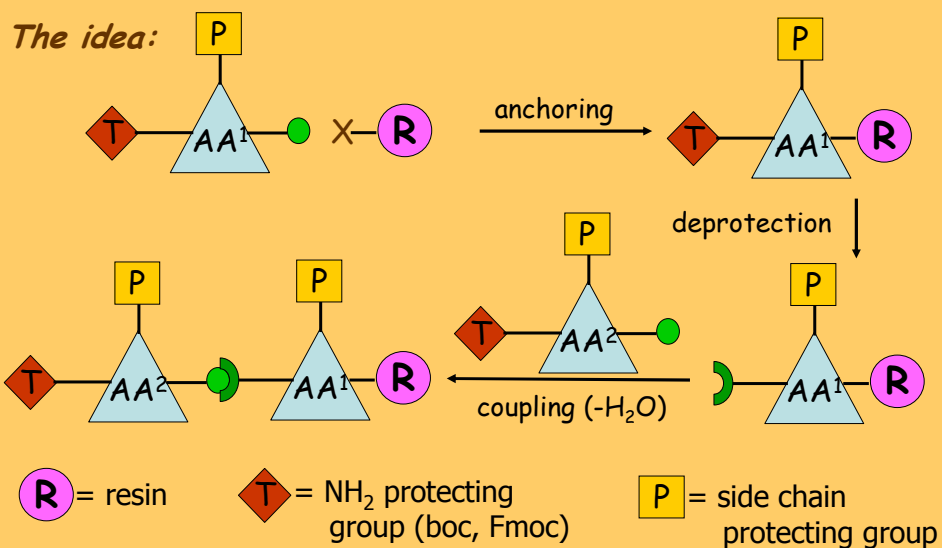 The idea:
P
T AA¹ X R
anchoring
P
T AA¹ R
deprotection
P
T AA²
P
AA¹ R
coupling (-H₂O)
P P
T AA² AA¹ R
R = resin
T = NH₂ protecting
group (boc, Fmoc)
P = side chain
protecting group